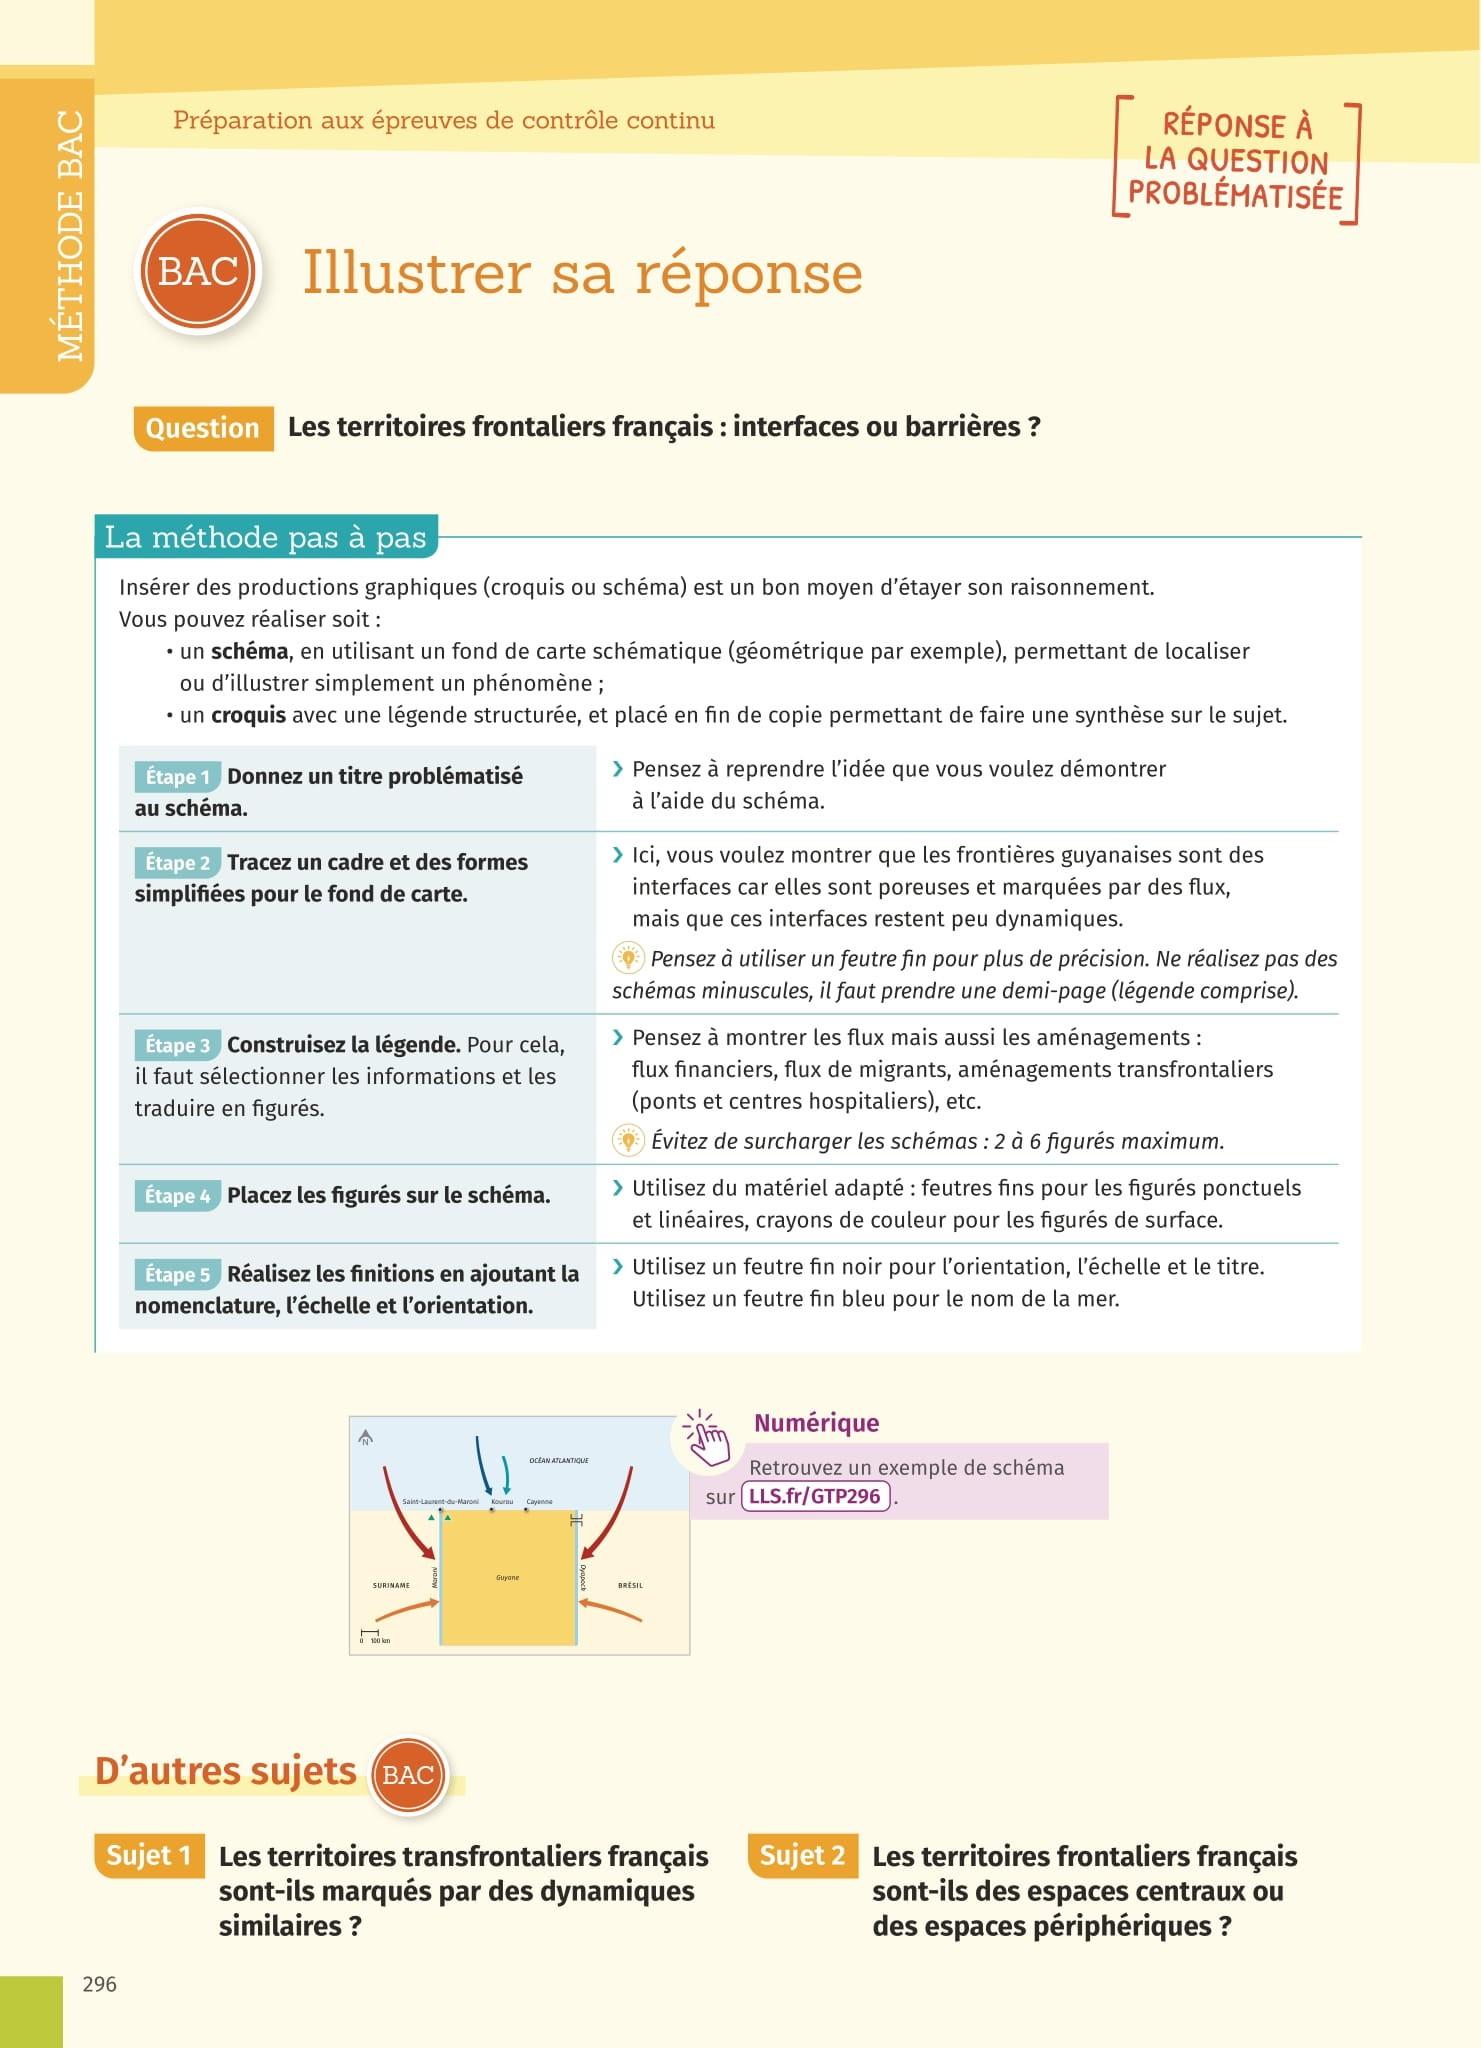 Préparation aux épreuves de contrôle continu
RÉPONSE À
LA QUESTION
PROBLÉMATISÉE
MÉTHODE BAC
BAC
Illustrer sa réponse
Question Les territoires frontaliers français : interfaces ou barrières ?
La méthode pas à pas
Insérer des productions graphiques (croquis ou schéma) est un bon moyen d’étayer son raisonnement.
Vous pouvez réaliser soit :
• un schéma, en utilisant un fond de carte schématique (géométrique par exemple), permettant de localiser
ou d’illustrer simplement un phénomène ;
• un croquis avec une légende structurée, et placé en fin de copie permettant de faire une synthèse sur le sujet.
Étape 1 Donnez un titre problématisé
au schéma.
› Pensez à reprendre l’idée que vous voulez démontrer
à l’aide du schéma.
Étape 2 Tracez un cadre et des formes
simplifiées pour le fond de carte.
› Ici, vous voulez montrer que les frontières guyanaises sont des
interfaces car elles sont poreuses et marquées par des flux,
mais que ces interfaces restent peu dynamiques.
Pensez à utiliser un feutre fin pour plus de précision. Ne réalisez pas des
schémas minuscules, il faut prendre une demi-page (légende comprise).
Étape 3 Construisez la légende. Pour cela,
il faut sélectionner les informations et les
traduire en figurés.
› Pensez à montrer les flux mais aussi les aménagements :
flux financiers, flux de migrants, aménagements transfrontaliers
(ponts et centres hospitaliers), etc.
Évitez de surcharger les schémas : 2 à 6 figurés maximum.
Étape 4 Placez les figurés sur le schéma.
› Utilisez du matériel adapté : feutres fins pour les figurés ponctuels
et linéaires, crayons de couleur pour les figurés de surface.
Étape 5 Réalisez les finitions en ajoutant la
nomenclature, l’échelle et l’orientation.
› Utilisez un feutre fin noir pour l’orientation, l’échelle et le titre.
Utilisez un feutre fin bleu pour le nom de la mer.
N
OCÉAN ATLANTIQUE
Saint-Laurent-du-Maroni Kourou Cayenne
Maroni
Oyapock
Guyane
SURINAME
BRÉSIL
0 100 km
Numérique
Retrouvez un exemple de schéma
sur LLS.fr/GTP296 .
D’autres sujets BAC
Sujet 1 Les territoires transfrontaliers français
sont-ils marqués par des dynamiques
similaires ?
Sujet 2 Les territoires frontaliers français
sont-ils des espaces centraux ou
des espaces périphériques ?
296